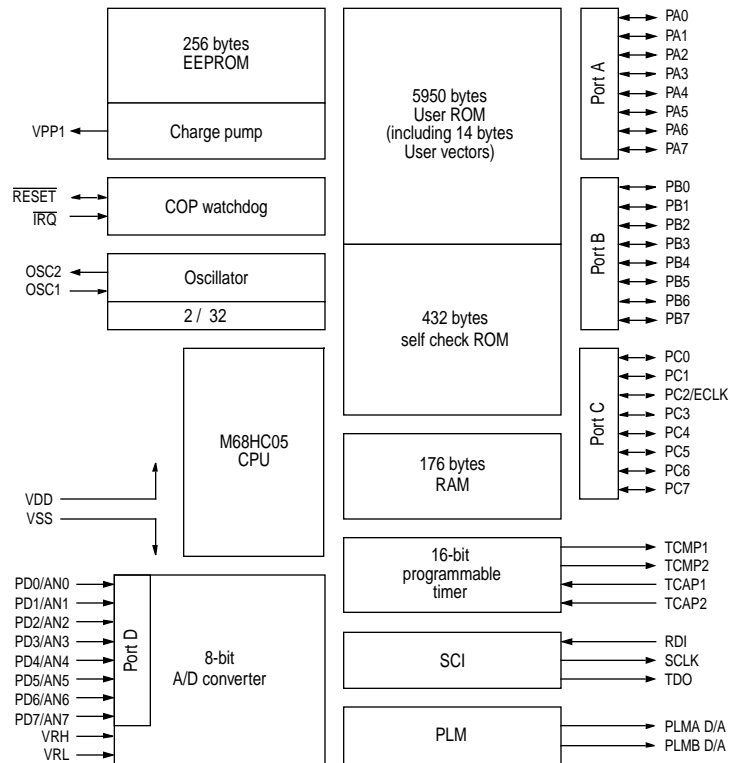 256 bytes
EEPROM
Charge pump
VPP1
RESET
IRQ
COP watchdog
OSC2
OSC1
Oscillator
2 / 32
M68HC05
CPU
VDD
VSS
PD0/AN0
PD1/AN1
PD2/AN2
PD3/AN3
PD4/AN4
PD5/AN5
PD6/AN6
PD7/AN7
VRH
VRL
Port D
8-bit
A/D converter
5950 bytes
User ROM
(including 14 bytes
User vectors)
432 bytes
self check ROM
176 bytes
RAM
16-bit
programmable
timer
SCI
PLM
Port A
PA0
PA1
PA2
PA3
PA4
PA5
PA6
PA7
Port B
PB0
PB1
PB2
PB3
PB4
PB5
PB6
PB7
Port C
PC0
PC1
PC2/ECLK
PC3
PC4
PC5
PC6
PC7
TCMP1
TCMP2
TCAP1
TCAP2
RDI
SCLK
TDO
PLMA D/A
PLMB D/A